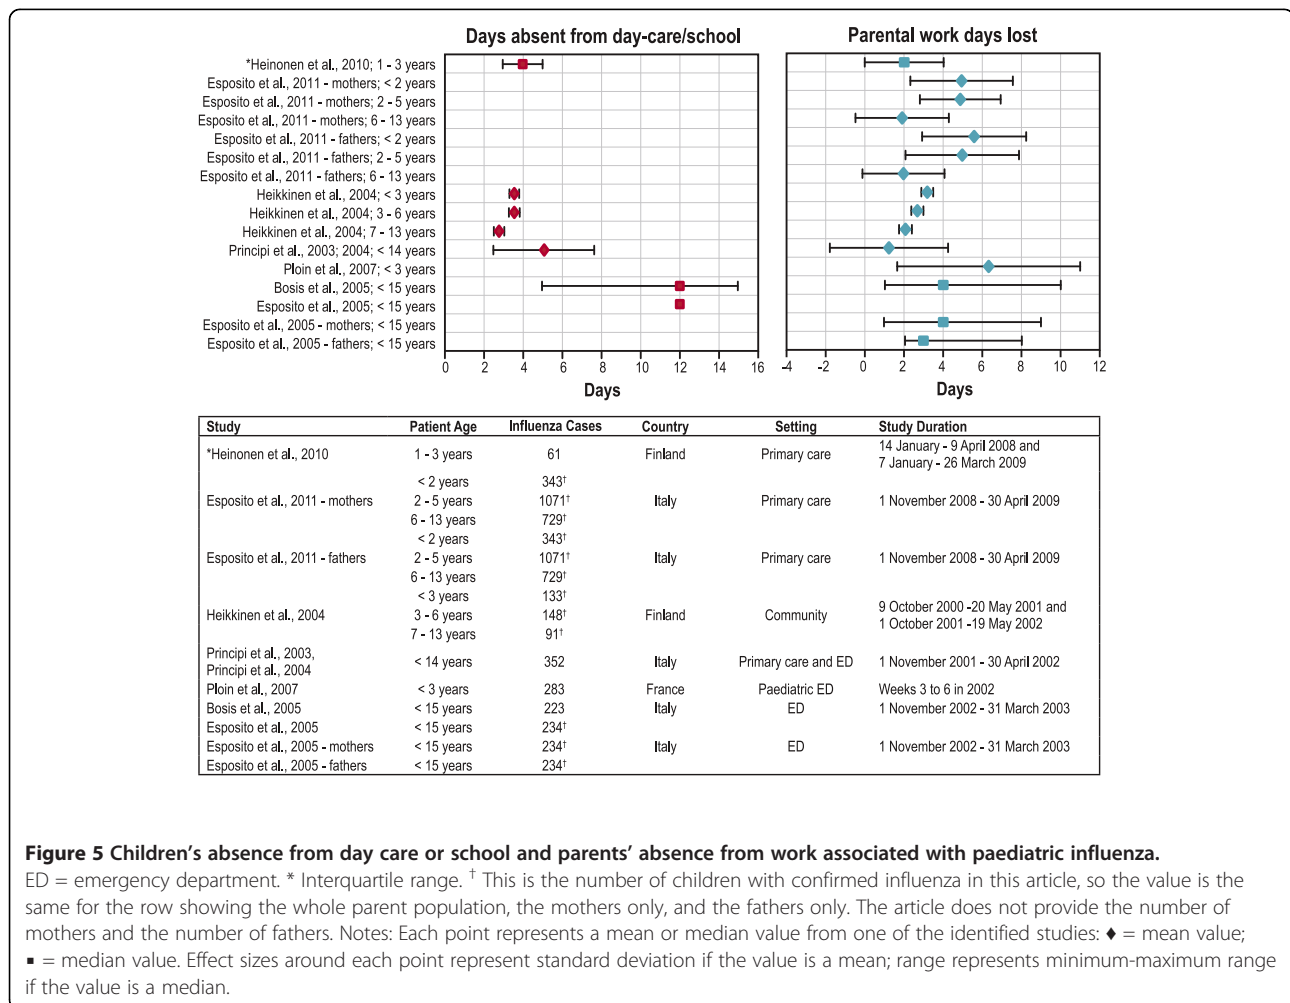 Days absent from day-care/school
Parental work days lost
*Heinonen et al., 2010; 1 - 3 years
Esposito et al., 2011 - mothers; < 2 years
Esposito et al., 2011 - mothers; 2 - 5 years
Esposito et al., 2011 - mothers; 6 - 13 years
Esposito et al., 2011 - fathers; < 2 years
Esposito et al., 2011 - fathers; 2 - 5 years
Esposito et al., 2011 - fathers; 6 - 13 years
Heikkinen et al., 2004; < 3 years
Heikkinen et al., 2004; 3 - 6 years
Heikkinen et al., 2004; 7 - 13 years
Principi et al., 2003; 2004; < 14 years
Ploin et al., 2007; < 3 years
Bosis et al., 2005; < 15 years
Esposito et al., 2005; < 15 years
Esposito et al., 2005 - mothers; < 15 years
Esposito et al., 2005 - fathers; < 15 years
0 2 4 6 8 10 12 14 16
Days
-4 -2 0 2 4 6 8 10 12
Days
Study Patient Age Influenza Cases Country Setting Study Duration
*Heinonen et al., 2010 1 - 3 years 61 Finland Primary care 14 January - 9 April 2008 and
7 January - 26 March 2009
< 2 years 343†
Esposito et al., 2011 - mothers 2 - 5 years 1071† Italy Primary care 1 November 2008 - 30 April 2009
6 - 13 years 729†
< 2 years 343†
Esposito et al., 2011 - fathers 2 - 5 years 1071† Italy Primary care 1 November 2008 - 30 April 2009
6 - 13 years 729†
< 3 years 133†
Heikkinen et al., 2004 3 - 6 years 148† Finland Community 9 October 2000 -20 May 2001 and
1 October 2001 -19 May 2002
7 - 13 years 91†
Principi et al., 2003,
Principi et al., 2004 < 14 years 352 Italy Primary care and ED 1 November 2001 - 30 April 2002
Ploin et al., 2007 < 3 years 283 France Paediatric ED Weeks 3 to 6 in 2002
Bosis et al., 2005 < 15 years 223 Italy ED 1 November 2002 - 31 March 2003
Esposito et al., 2005 < 15 years 234†
Esposito et al., 2005 - mothers < 15 years 234† Italy ED 1 November 2002 - 31 March 2003
Esposito et al., 2005 - fathers < 15 years 234†
Figure 5 Children's absence from day care or school and parents' absence from work associated with paediatric influenza.
ED = emergency department. * Interquartile range. † This is the number of children with confirmed influenza in this article, so the value is the
same for the row showing the whole parent population, the mothers only, and the fathers only. The article does not provide the number of
mothers and the number of fathers. Notes: Each point represents a mean or median value from one of the identified studies: ♦ = mean value;
▪ = median value. Effect sizes around each point represent standard deviation if the value is a mean; range represents minimum-maximum range
if the value is a median.